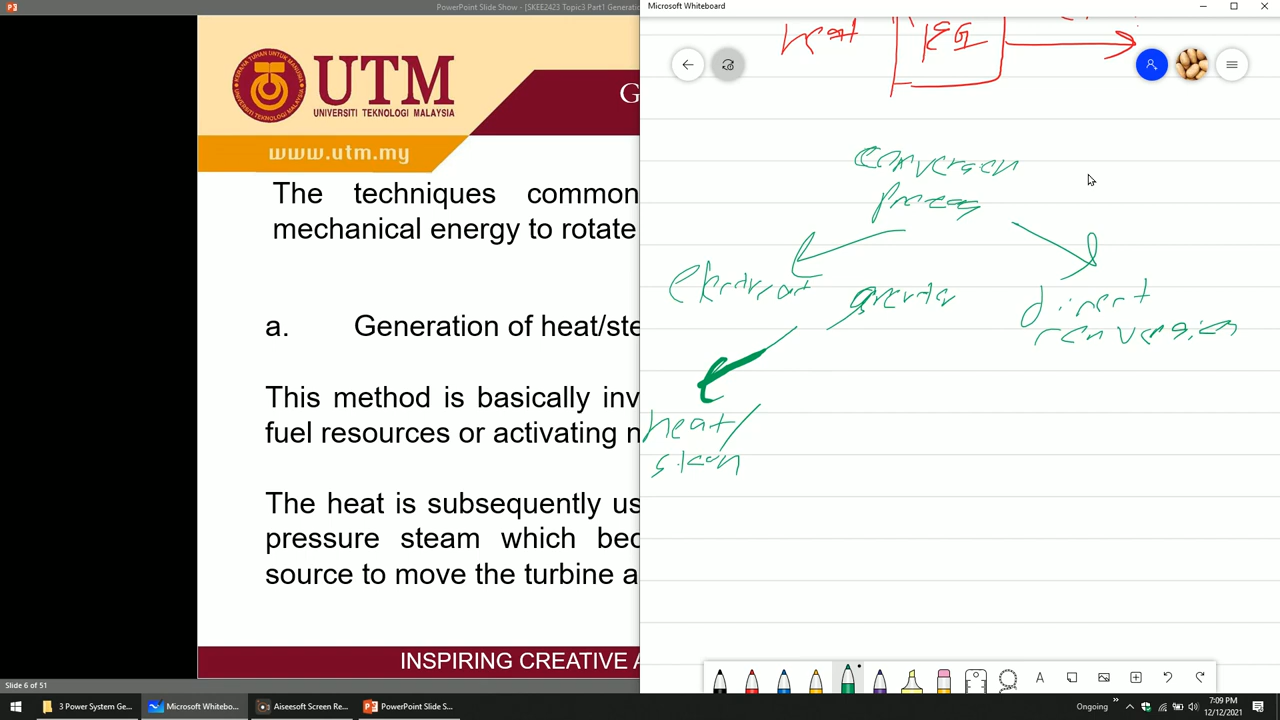 PowerPoint Slide Show - [SKEE2423 Topic3 Part1 Generatio
UTM
UNIVERSITI TEKNOLOGI MALAYSIA
www.utm.my
G
The techniques common
mechanical energy to rotate
a. Generation of heat/ste
This method is basically inv
fuel resources or activating n
The heat is subsequently us
pressure steam which bec
source to move the turbine a
INSPIRING CREATIVE A
Slide 6 of 51
Microsoft Whiteboard
heat
conversion
process
generator
direct
conversion
heat/
steam
3 Power System Ge...
Microsoft Whitebo...
Aiseesoft Screen Re...
PowerPoint Slide S...
Ongoing
7:09 PM
12/12/2021